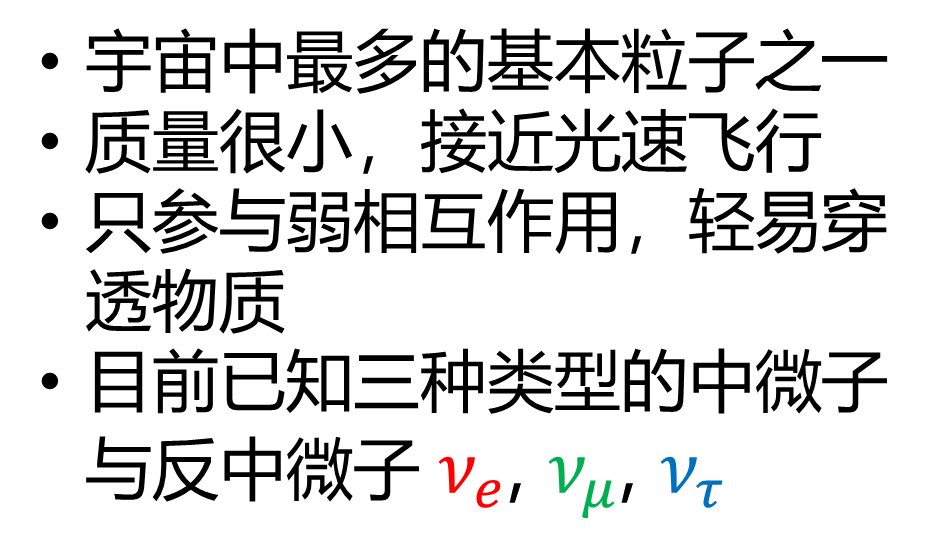 • 宇宙中最多的基本粒子之一
• 质量很小，接近光速飞行
• 只参与弱相互作用，轻易穿
透物质
• 目前已知三种类型的中微子
与反中微子 νₑ, ν_μ, ν_τ